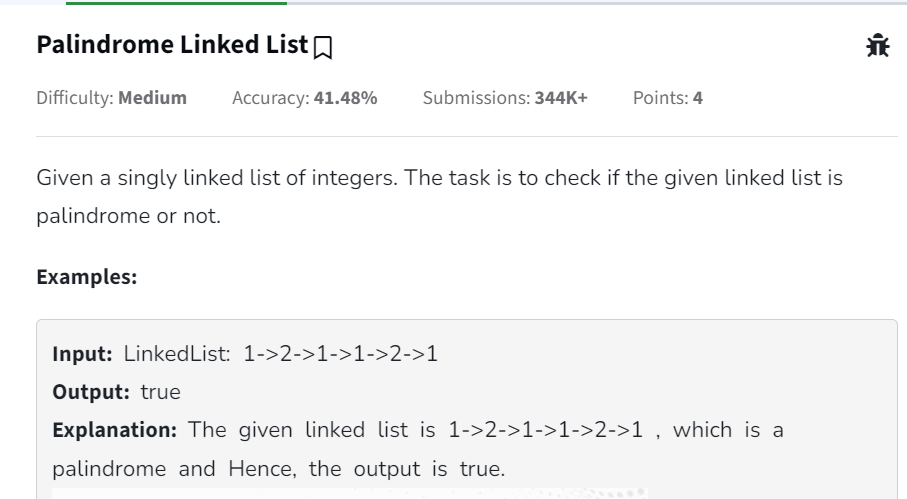 Palindrome Linked List
Difficulty: Medium Accuracy: 41.48% Submissions: 344K+ Points: 4
Given a singly linked list of integers. The task is to check if the given linked list is
palindrome or not.
Examples:
Input: LinkedList: 1->2->1->1->2->1
Output: true
Explanation: The given linked list is 1->2->1->1->2->1 , which is a
palindrome and Hence, the output is true.